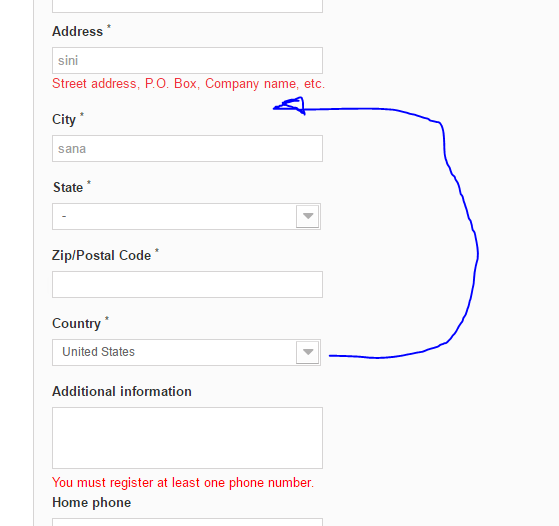 Address *
sini
Street address, P.O. Box, Company name, etc.
City *
sana
State *
-
Zip/Postal Code *
Country *
United States
Additional information
You must register at least one phone number.
Home phone